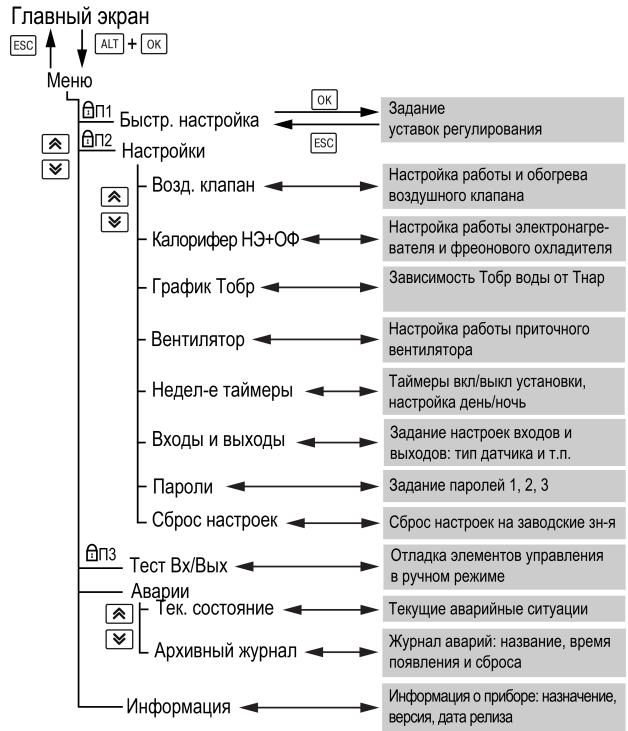 Главный экран
ESC
ALT + OK
Меню
П1
Быстр. настройка
OK
ESC
Задание
уставок регулирования
П2
Настройки
Возд. клапан
Настройка работы и обогрева
воздушного клапана
Калорифер НЭ+ОФ
Настройка работы электронагре-
вателя и фреонового охладителя
График Тобр
Зависимость Тобр воды от Тнар
Вентилятор
Настройка работы приточного
вентилятора
Недел-е таймеры
Таймеры вкл/выкл установки,
настройка день/ночь
Входы и выходы
Задание настроек входов и
выходов: тип датчика и т.п.
Пароли
Задание паролей 1, 2, 3
Сброс настроек
Сброс настроек на заводские зн-я
П3
Тест Вх/Вых
Отладка элементов управления
в ручном режиме
Аварии
Тек. состояние
Текущие аварийные ситуации
Архивный журнал
Журнал аварий: название, время
появления и сброса
Информация
Информация о приборе: назначение,
версия, дата релиза